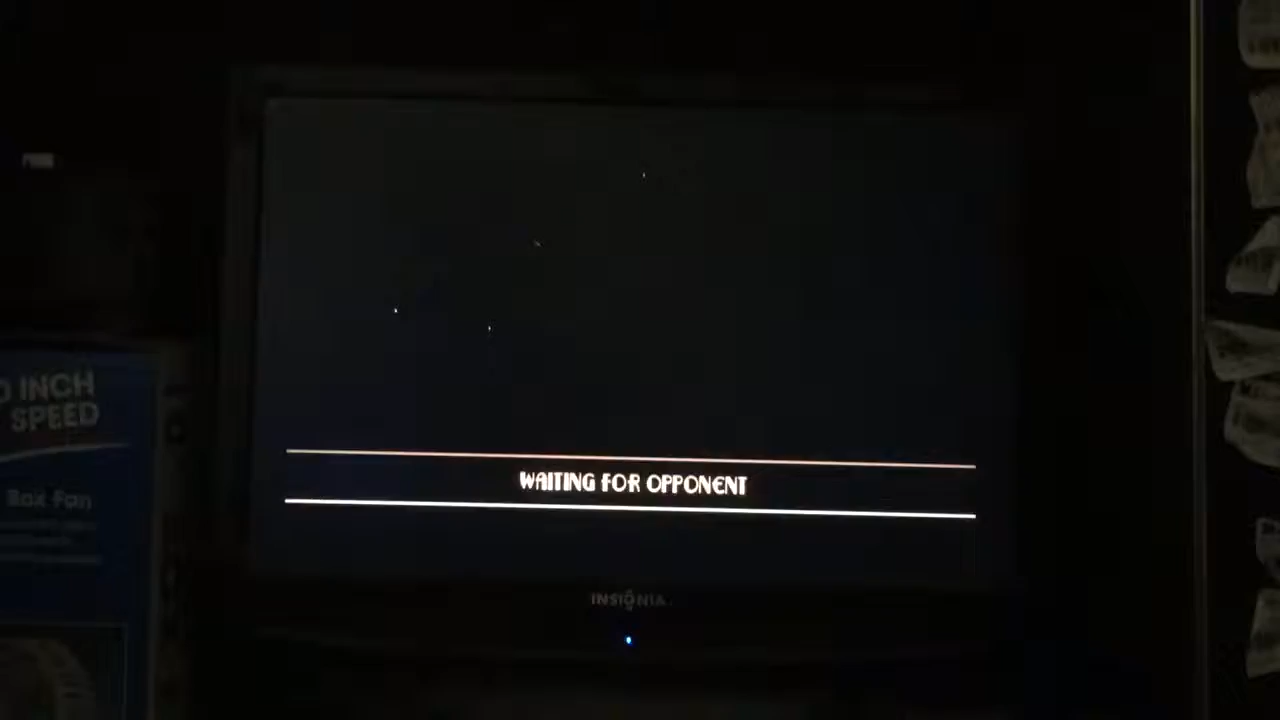 INCH
SPEED
Box Fan
WAITING FOR OPPONENT
INSIGNIA